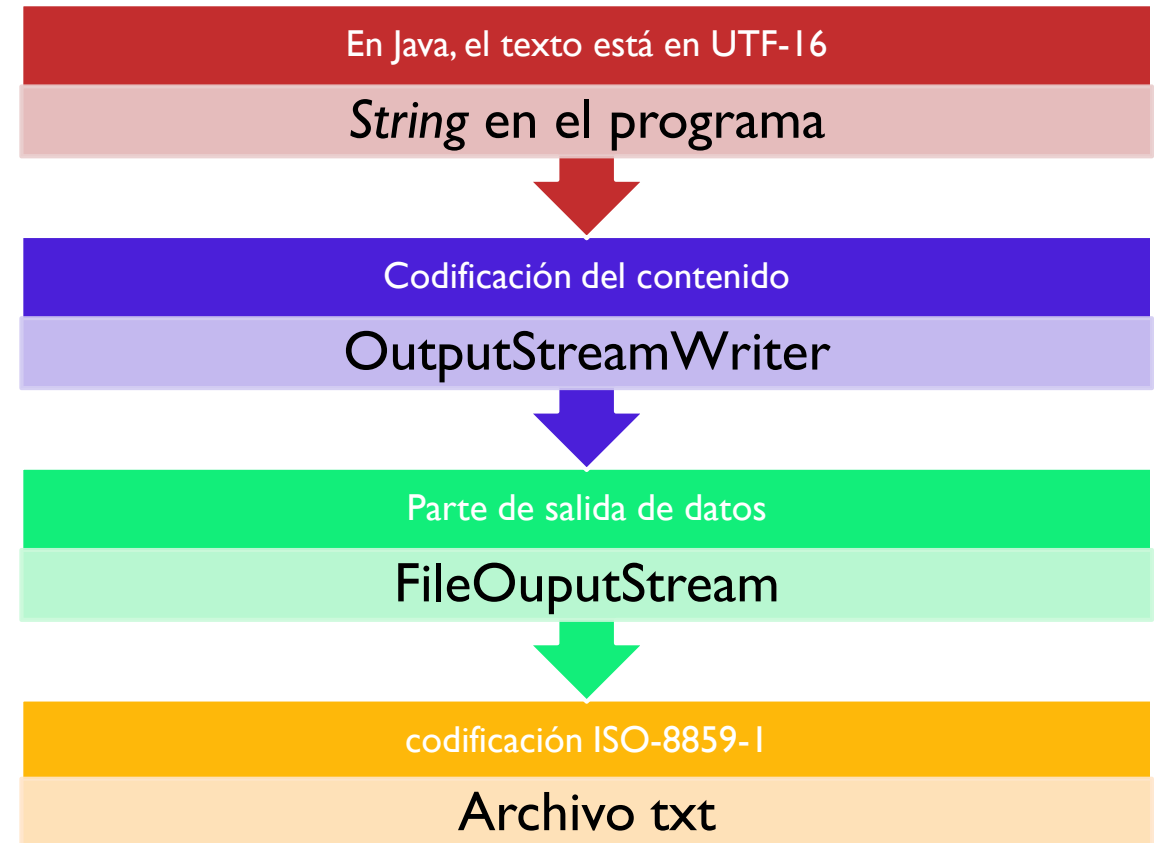 En Java, el texto está en UTF-16
String en el programa
Codificación del contenido
OutputStreamWriter
Parte de salida de datos
FileOuputStream
codificación ISO-8859-1
Archivo txt